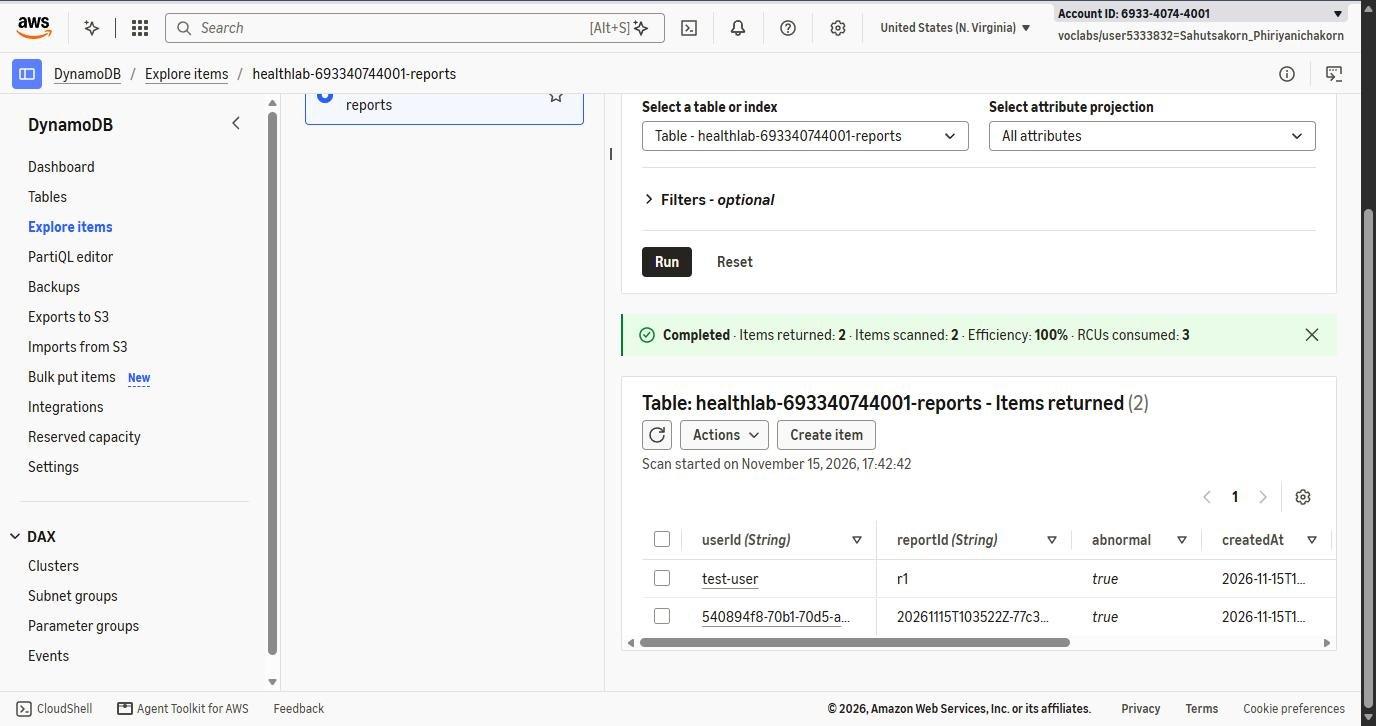 aws
Search
[Alt+S]
United States (N. Virginia)
Account ID: 6933-4074-4001
voclabs/user5333832=Sahutsakorn_Phiriyanichakorn
DynamoDB / Explore items / healthlab-693340744001-reports
DynamoDB
Dashboard
Tables
Explore items
PartiQL editor
Backups
Exports to S3
Imports from S3
Bulk put items New
Integrations
Reserved capacity
Settings
DAX
Clusters
Subnet groups
Parameter groups
Events
reports
Select a table or index
Table - healthlab-693340744001-reports
Select attribute projection
All attributes
Filters - optional
Run
Reset
Completed · Items returned: 2 · Items scanned: 2 · Efficiency: 100% · RCUs consumed: 3
Table: healthlab-693340744001-reports - Items returned (2)
Actions
Create item
Scan started on November 15, 2026, 17:42:42
1
userId (String) reportId (String) abnormal createdAt
test-user r1 true 2026-11-15T1...
540894f8-70b1-70d5-a... 20261115T103522Z-77c3... true 2026-11-15T1...
CloudShell
Agent Toolkit for AWS
Feedback
© 2026, Amazon Web Services, Inc. or its affiliates.
Privacy
Terms
Cookie preferences